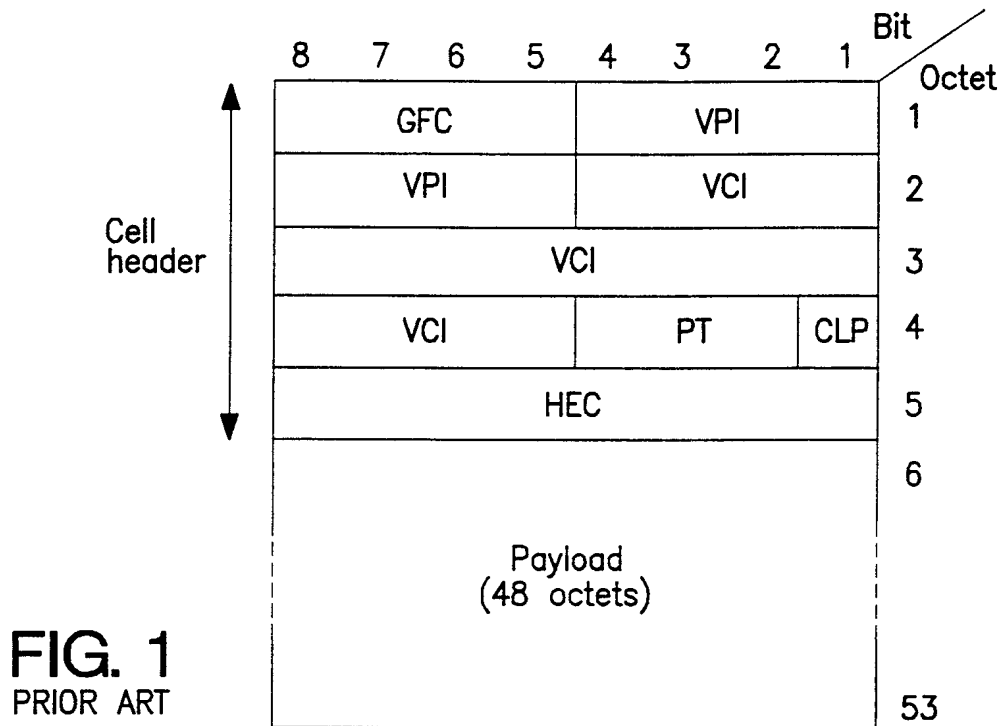 Bit
8 7 6 5 4 3 2 1
Octet
GFC VPI 1
VPI VCI 2
Cell
header
VCI 3
VCI PT CLP 4
HEC 5
6
Payload
(48 octets)
FIG. 1
PRIOR ART
53